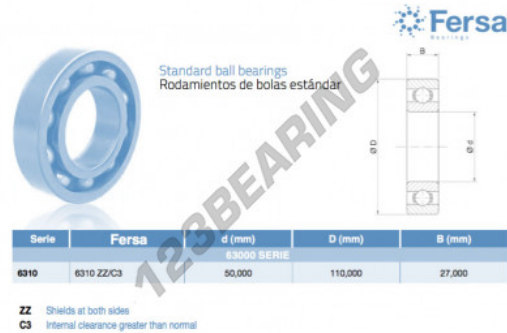 Fersa
Bearings
Standard ball bearings
Rodamientos de bolas estándar
B
Ø D
Ø d
123BEARING
Serie Fersa d (mm) D (mm) B (mm)
63000 SERIE
6310 6310 ZZ/C3 50,000 110,000 27,000
ZZ Shields at both sides
C3 Internal clearance greater than normal